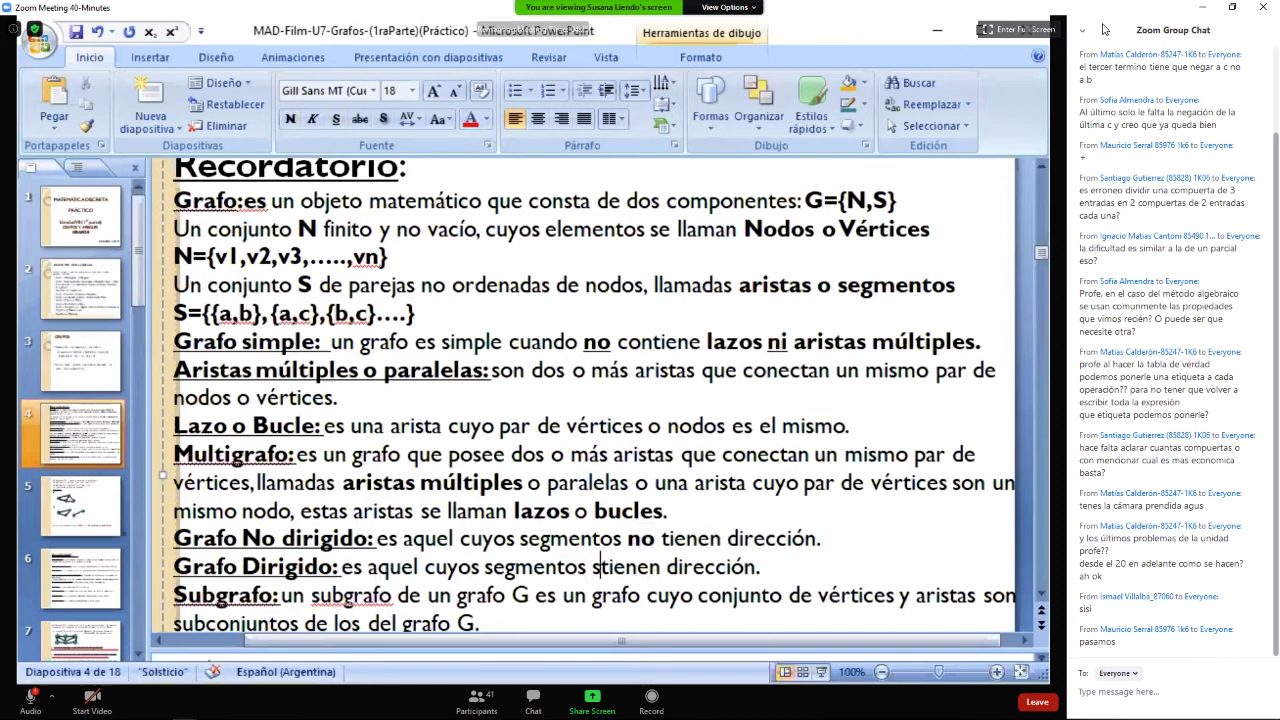 Zoom Meeting 40-Minutes
You are viewing Susana Liendo's screen
View Options
Microsoft PowerPoint
Herramientas de dibujo
Enter Full Screen
Inicio
Insertar
Diseño
Animaciones
Presentación con diapositivas
Revisar
Vista
Formato
Pegar
Portapapeles
Nueva diapositiva
Diseño
Restablecer
Eliminar
Diapositivas
Gill Sans MT (Cu
18
Fuente
Párrafo
Formas
Organizar
Estilos rápidos
Dibujo
Buscar
Reemplazar
Seleccionar
Edición
1
MATEMÁTICA DISCRETA
PRÁCTICO
2
3
4
5
6
7
Recordatorio:
Grafo:es un objeto matemático que consta de dos componentes: G={N,S}
Un conjunto N finito y no vacío, cuyos elementos se llaman Nodos o Vértices
N={v1,v2,v3,….,vn}
Un conjunto S de parejas no ordenadas de nodos, llamadas aristas o segmentos
S={{a,b},{a,c},{b,c}….}
Grafo simple: un grafo es simple cuando no contiene lazos ni aristas múltiples.
Aristas múltiples o paralelas: son dos o más aristas que conectan un mismo par de
nodos o vértices.
Lazo o Bucle: es una arista cuyo par de vértices o nodos es el mismo.
Multígrafo: es un grafo que posee dos o más aristas que conectan un mismo par de
vértices, llamadas aristas múltiples o paralelas o una arista cuyo par de vértices son un
mismo nodo, estas aristas se llaman lazos o bucles.
Grafo No dirigido: es aquel cuyos segmentos no tienen dirección.
Grafo Dirigido: es aquel cuyos segmentos s tienen dirección.
Subgrafo: un subgrafo de un grafo G es un grafo cuyo conjunto de vértices y aristas son
subconjuntos de los del grafo G.
Diapositiva 4 de 18
"Solsticio"
Español (Argentin
100%
Audio
Start Video
41
Participants
Chat
Share Screen
Record
Leave
Zoom Group Chat
From Matías Calderón-85247-1K6 to Everyone:
el tercer termino tiene que negar a c no
a b
From Sofía Almendra to Everyone:
Al último solo le falta la negación de la
última c y creo que ya queda bien
From Mauricio Serral 85976 1k6 to Everyone:
+
From Santiago Gutierrez (85828) 1K06 to Everyone:
es erroneo dividir una compuerta de 3
entradas en 2 compuertas de 2 entradas
cada una?
From Ignacio Matias Cantoni 85490 1... to Everyone:
la dificultad es similar a la de un parcial
eso?
From Sofía Almendra to Everyone:
Profe, en el caso del método algebraico
se usan comunmente las propiedades
que vimos recién? O puede ser que
necesite otra?
From Matías Calderón-85247-1K6 to Everyone:
profe al hacer la tabla de verdad
podemos ponerle una etiqueta a cada
operación?? para no tener que volver a
escribir toda la expresión
que etiqueta podemos poner
From Santiago Gutierrez (85828) 1K06 to Everyone:
hace falta aclarar cuantas compuertas o
con mencionar cual es mas economica
basta?
From Matías Calderón-85247-1K6 to Everyone:
tenes la cámara prendida agus
From Matías Calderón-85247-1K6 to Everyone:
y los últimos problemas de la unidad
profe??
desde el 20 en adelante como se hacen?
ah ok
From Ismael Villalba_87060 to Everyone:
sisi
From Mauricio Serral 85976 1k6 to Everyone:
pasamos
To: Everyone
Type message here...